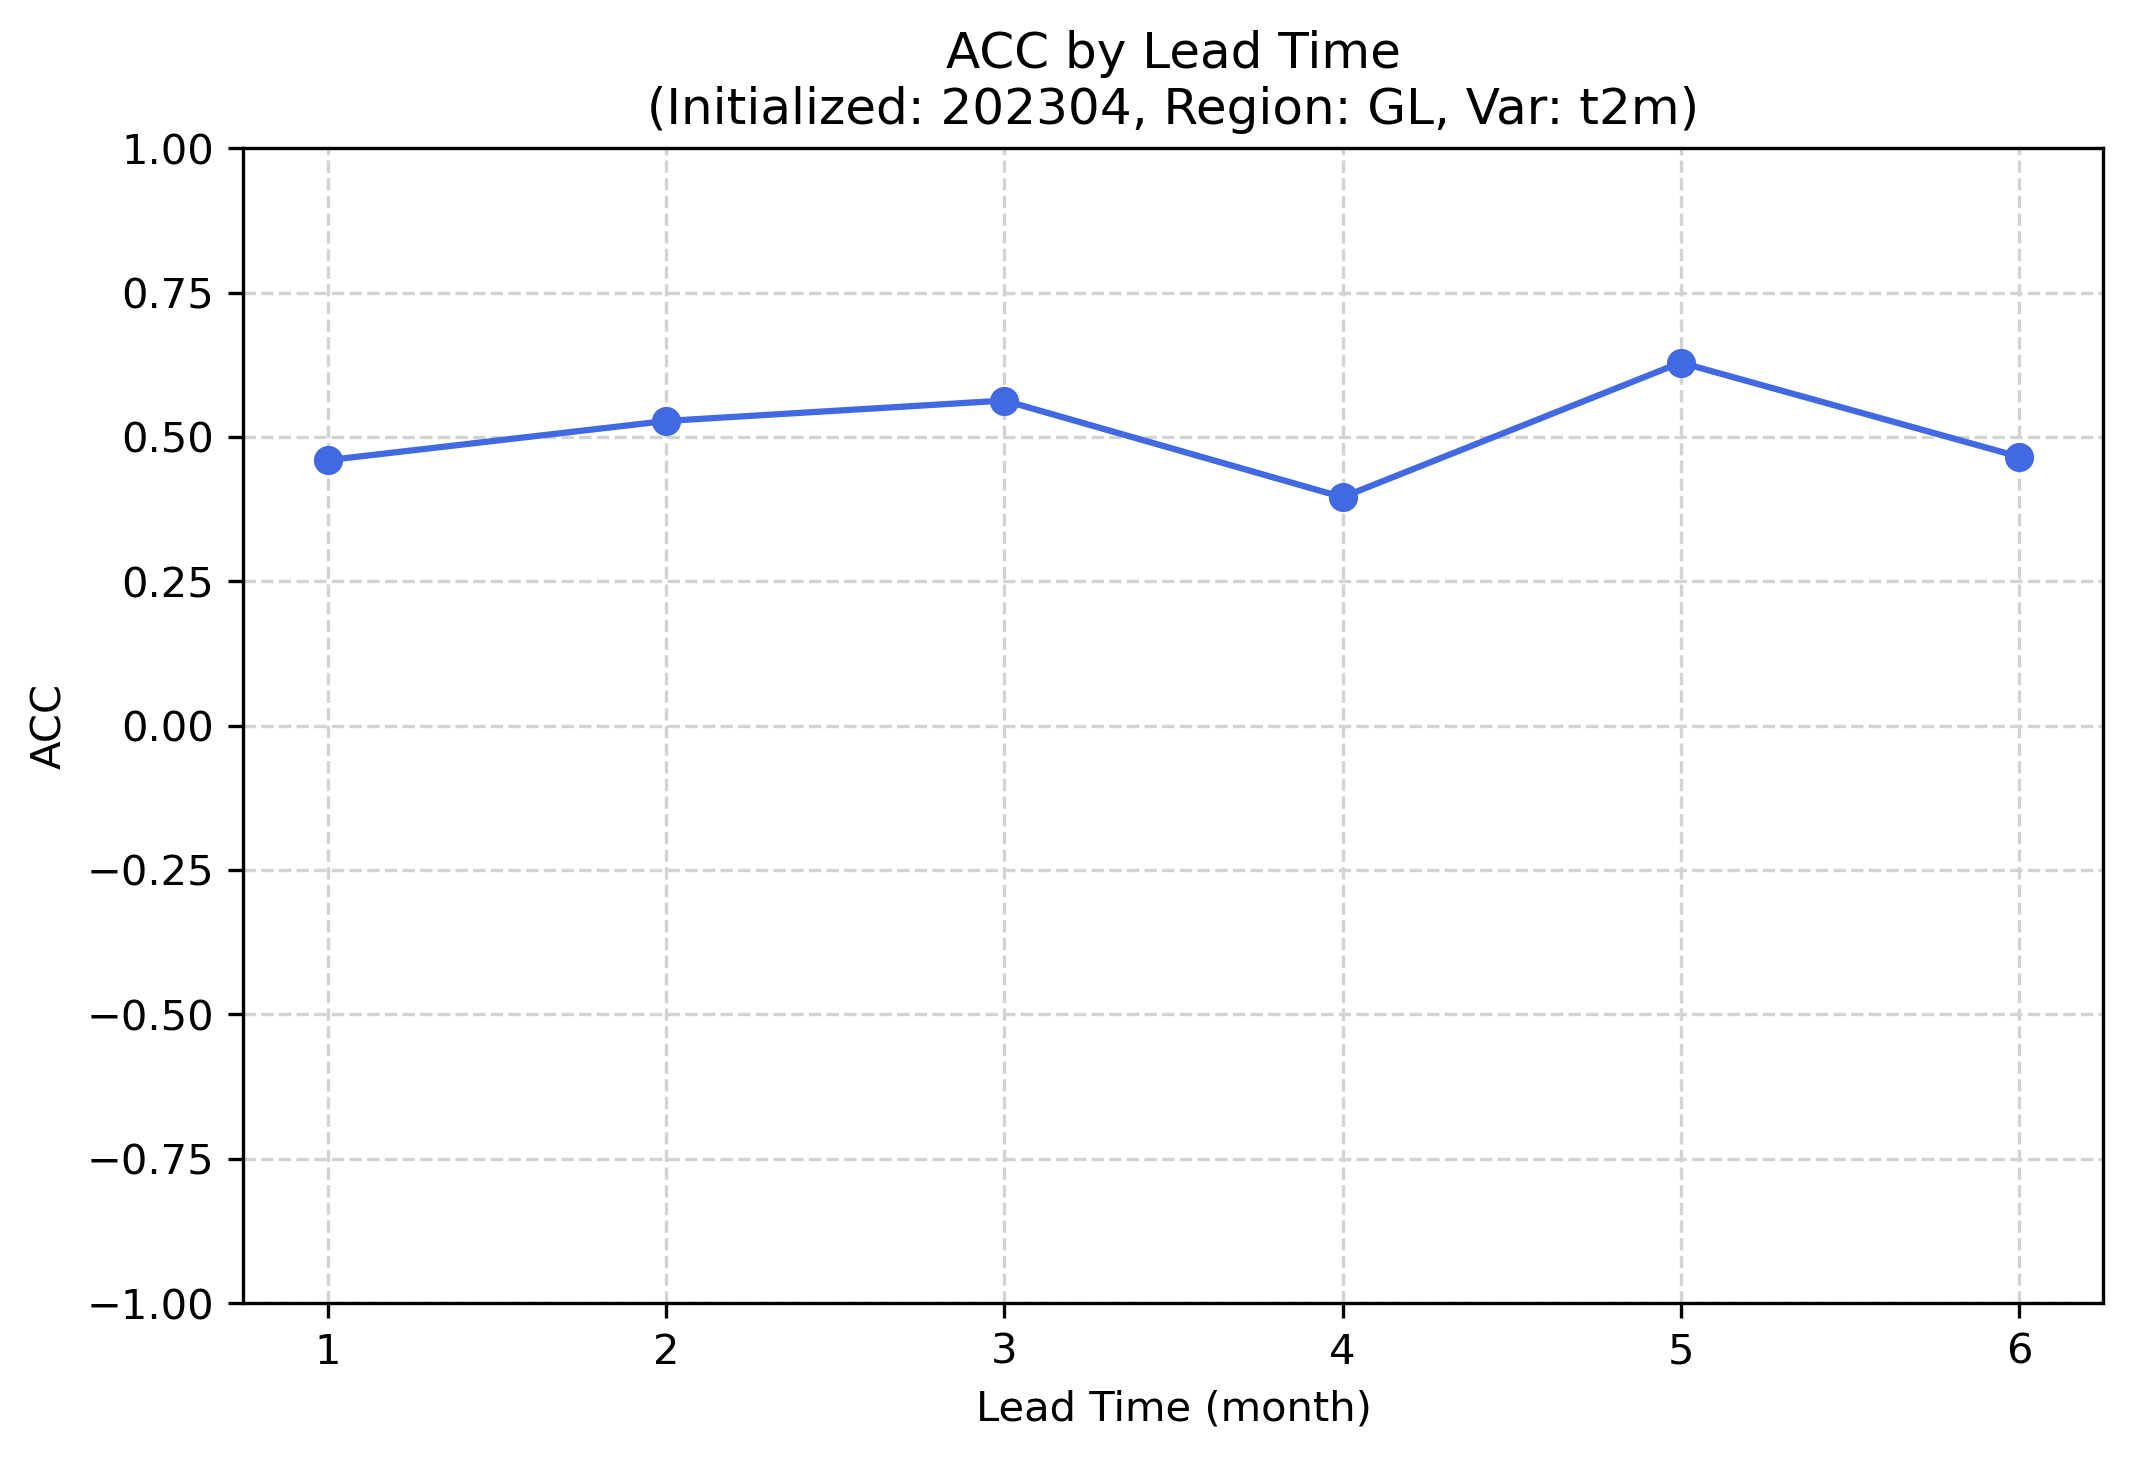 ACC by Lead Time
(Initialized: 202304, Region: GL, Var: t2m)
1.00
0.75
0.50
0.25
0.00
−0.25
−0.50
−0.75
−1.00
ACC
1 2 3 4 5 6
Lead Time (month)